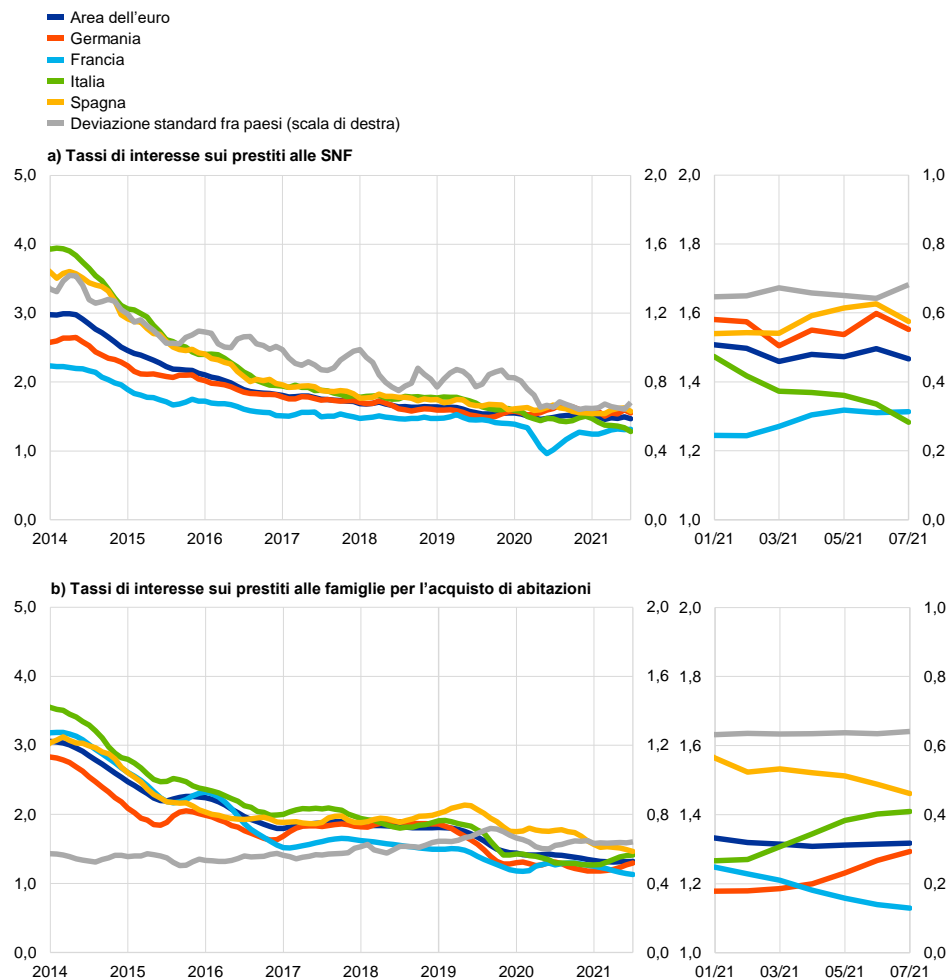 Area dell'euro
Germania
Francia
Italia
Spagna
Deviazione standard fra paesi (scala di destra)
a) Tassi di interesse sui prestiti alle SNF
5,0 2,0 2,0 1,0
4,0 1,6 1,8 0,8
3,0 1,2 1,6 0,6
2,0 0,8 1,4 0,4
1,0 0,4 1,2 0,2
0,0 0,0 1,0 0,0
2014 2015 2016 2017 2018 2019 2020 2021 01/21 03/21 05/21 07/21
b) Tassi di interesse sui prestiti alle famiglie per l’acquisto di abitazioni
5,0 2,0 2,0 1,0
4,0 1,6 1,8 0,8
3,0 1,2 1,6 0,6
2,0 0,8 1,4 0,4
1,0 0,4 1,2 0,2
0,0 0,0 1,0 0,0
2014 2015 2016 2017 2018 2019 2020 2021 01/21 03/21 05/21 07/21